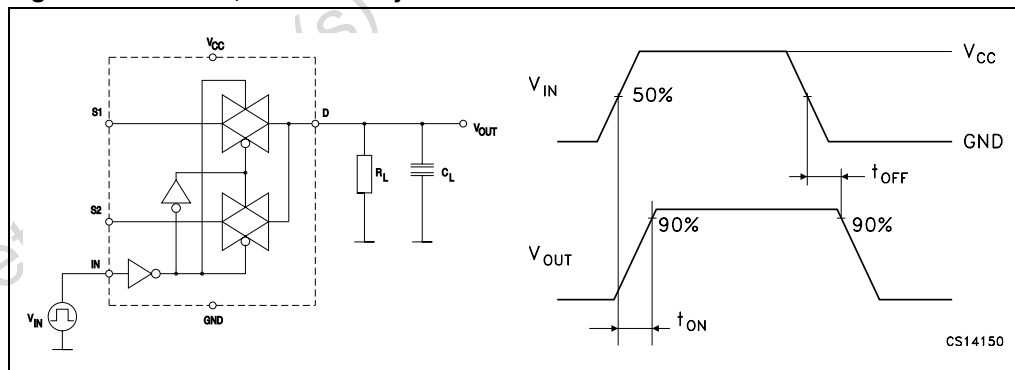 VCC
S1
D
VOUT
RL
CL
S2
IN
VIN
GND
VCC
VIN
50%
GND
tOFF
90%
90%
VOUT
tON
CS14150